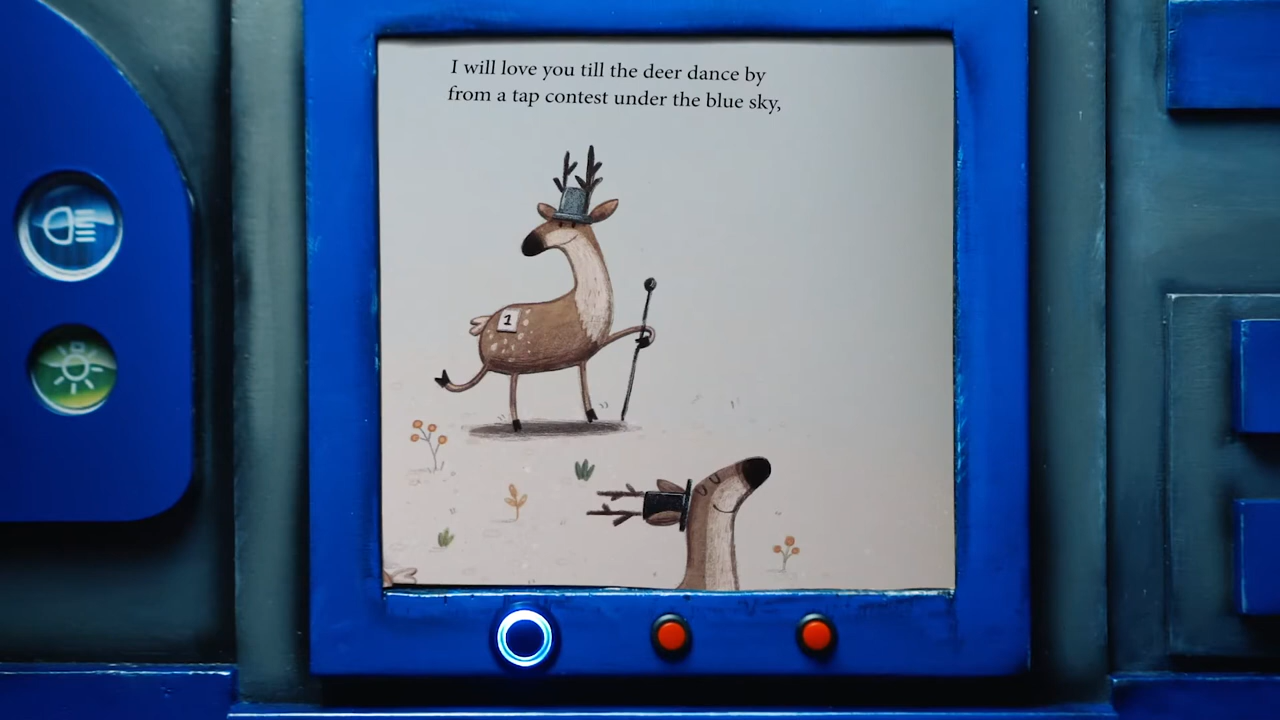 I will love you till the deer dance by
from a tap contest under the blue sky,
1